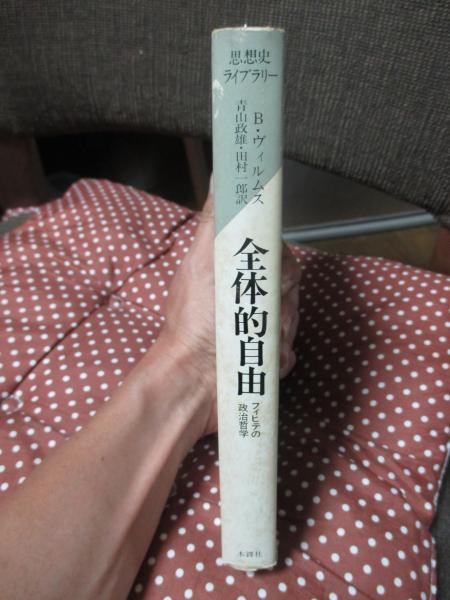 思想史
ライブラリー
B・ヴィルムス
青山政雄・田村一郎訳
全体的自由
フィヒテの
政治哲学
木鐸社